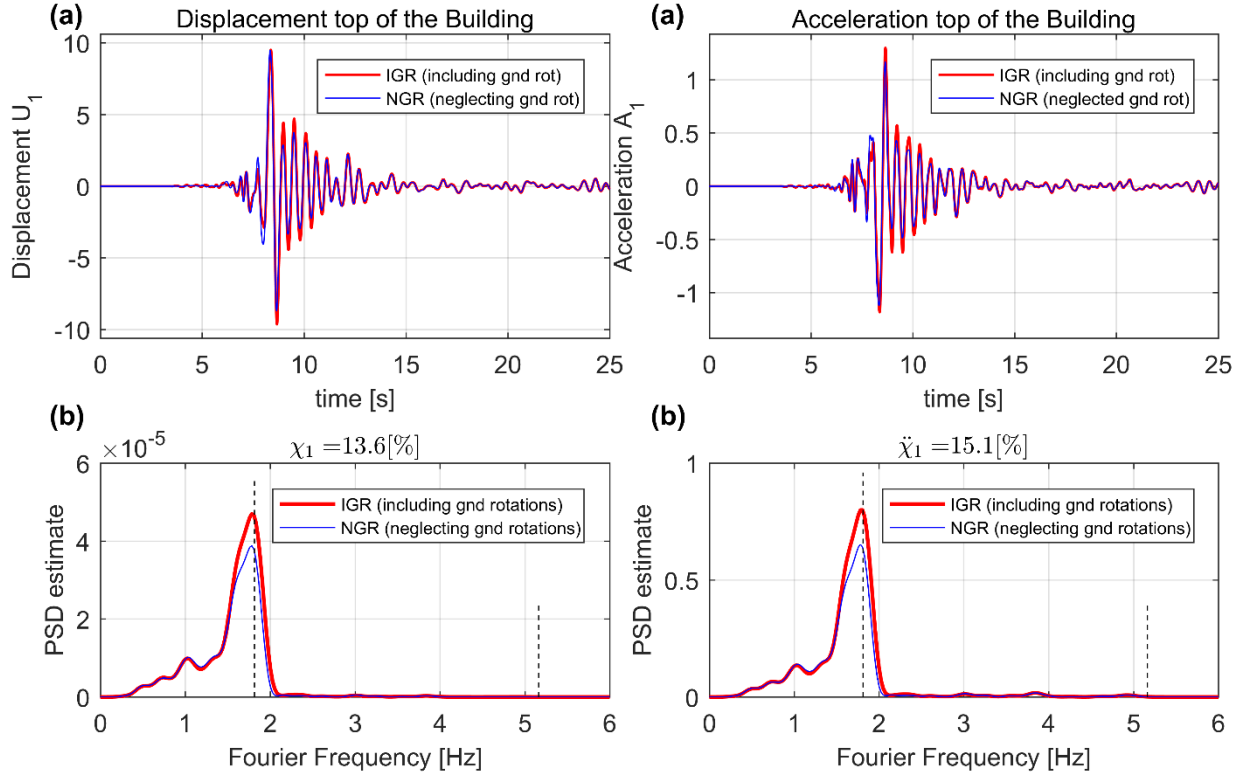 (a) Displacement top of the Building
10
5
0
-5
-10
Displacement U_1
IGR (including gnd rot)
NGR (neglecting gnd rot)
0 5 10 15 20 25
time [s]
(a) Acceleration top of the Building
1
0.5
0
-0.5
-1
Acceleration A_1
IGR (including gnd rot)
NGR (neglected gnd rot)
0 5 10 15 20 25
time [s]
(b)
×10^-5
χ_1 =13.6[%]
6
4
2
0
PSD estimate
IGR (including gnd rotations)
NGR (neglecting gnd rotations)
0 1 2 3 4 5 6
Fourier Frequency [Hz]
(b)
χ̈_1 =15.1[%]
1
0.5
0
PSD estimate
IGR (including gnd rotations)
NGR (neglecting gnd rotations)
0 1 2 3 4 5 6
Fourier Frequency [Hz]